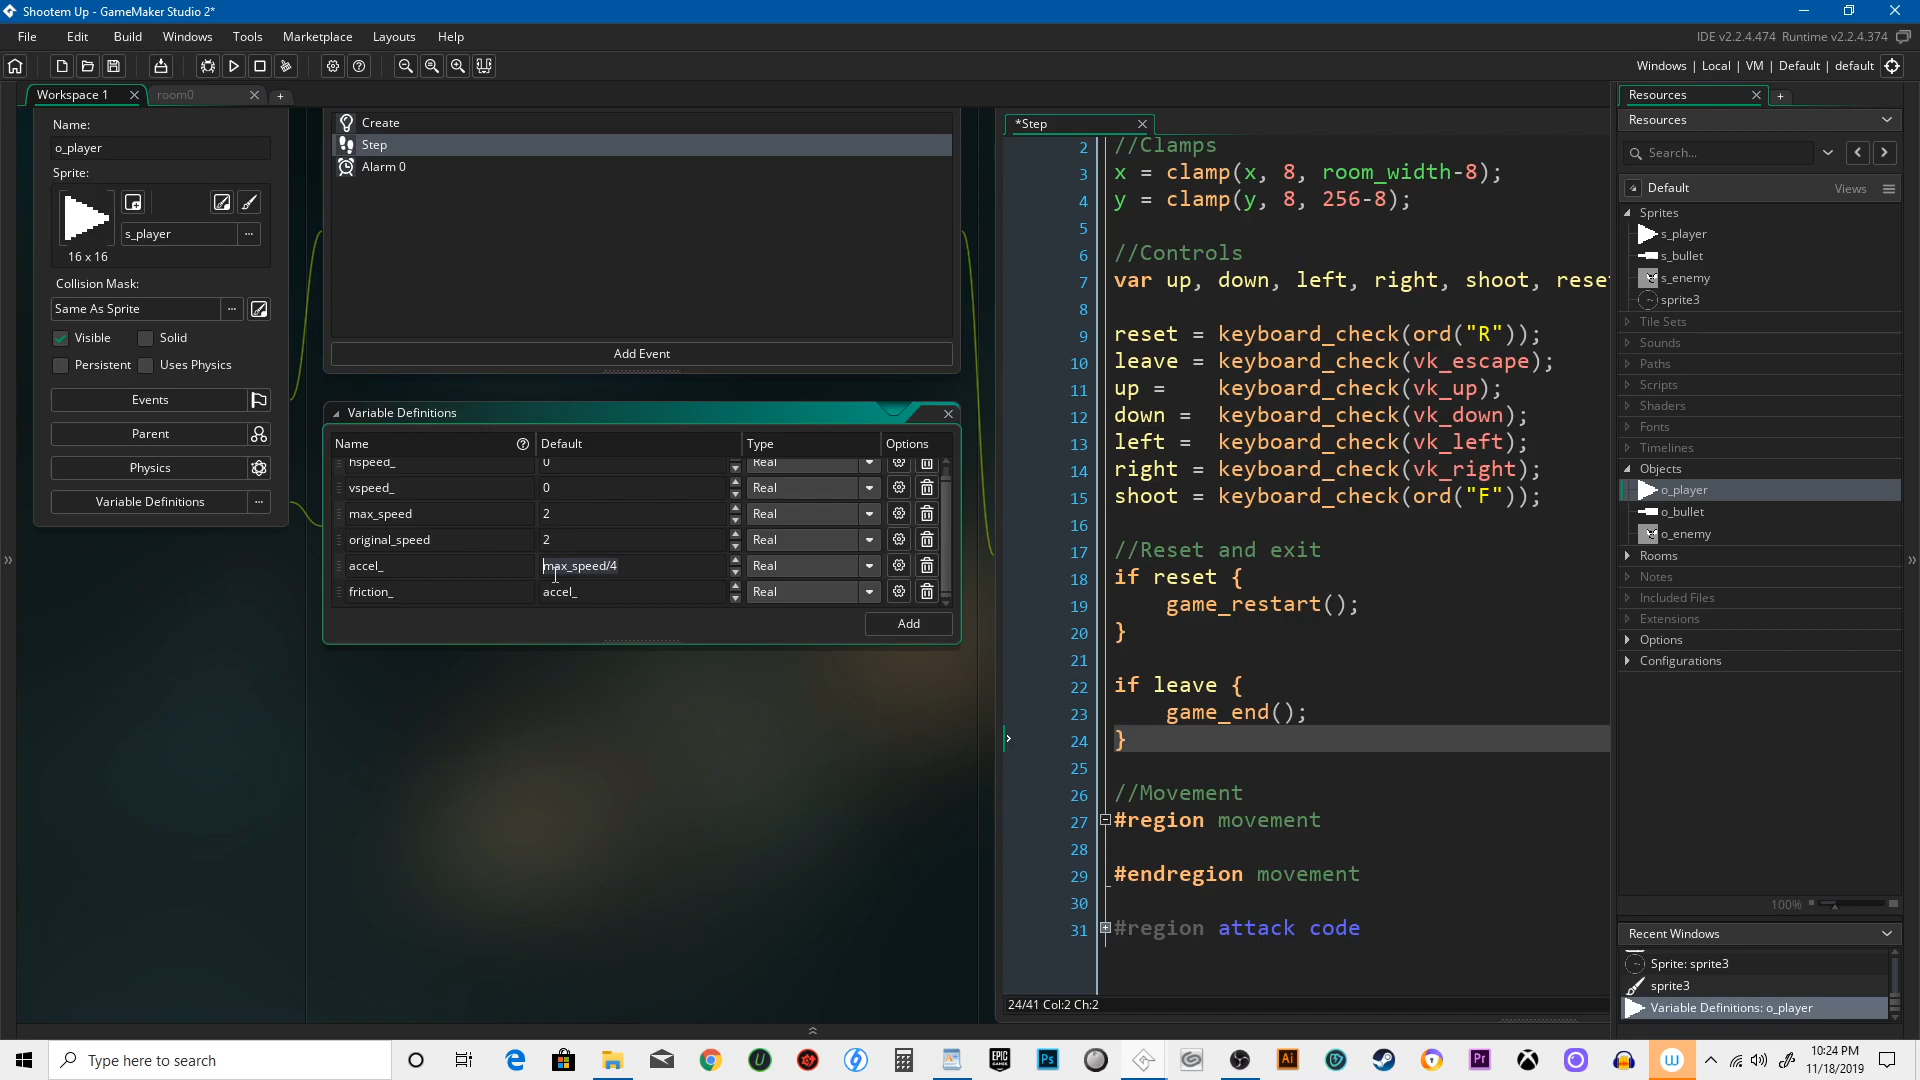 Shootem Up - GameMaker Studio 2*
File Edit Build Windows Tools Marketplace Layouts Help
IDE v2.2.4.474 Runtime v2.2.4.374
Windows | Local | VM | Default | default
Workspace 1
room0
Name:
o_player
Sprite:
s_player
16 x 16
Collision Mask:
Same As Sprite
Visible
Solid
Persistent
Uses Physics
Events
Parent
Physics
Variable Definitions
Create
Step
Alarm 0
Add Event
Variable Definitions
Name Default Type Options
hspeed_ 0 Real
vspeed_ 0 Real
max_speed 2 Real
original_speed 2 Real
accel_ max_speed/4 Real
friction_ accel_ Real
Add
*Step
2 //Clamps
3 x = clamp(x, 8, room_width-8);
4 y = clamp(y, 8, 256-8);
5
6 //Controls
7 var up, down, left, right, shoot, reset
8
9 reset = keyboard_check(ord("R"));
10 leave = keyboard_check(vk_escape);
11 up = keyboard_check(vk_up);
12 down = keyboard_check(vk_down);
13 left = keyboard_check(vk_left);
14 right = keyboard_check(vk_right);
15 shoot = keyboard_check(ord("F"));
16
17 //Reset and exit
18 if reset {
19 game_restart();
20 }
21
22 if leave {
23 game_end();
24 }
25
26 //Movement
27 #region movement
28
29 #endregion movement
30
31 #region attack code
24/41 Col:2 Ch:2
Resources
Resources
Search...
Default
Views
Sprites
s_player
s_bullet
s_enemy
sprite3
Tile Sets
Sounds
Paths
Scripts
Shaders
Fonts
Timelines
Objects
o_player
o_bullet
o_enemy
Rooms
Notes
Included Files
Extensions
Options
Configurations
100%
Recent Windows
Sprite: sprite3
sprite3
Variable Definitions: o_player
Type here to search
10:24 PM
11/18/2019